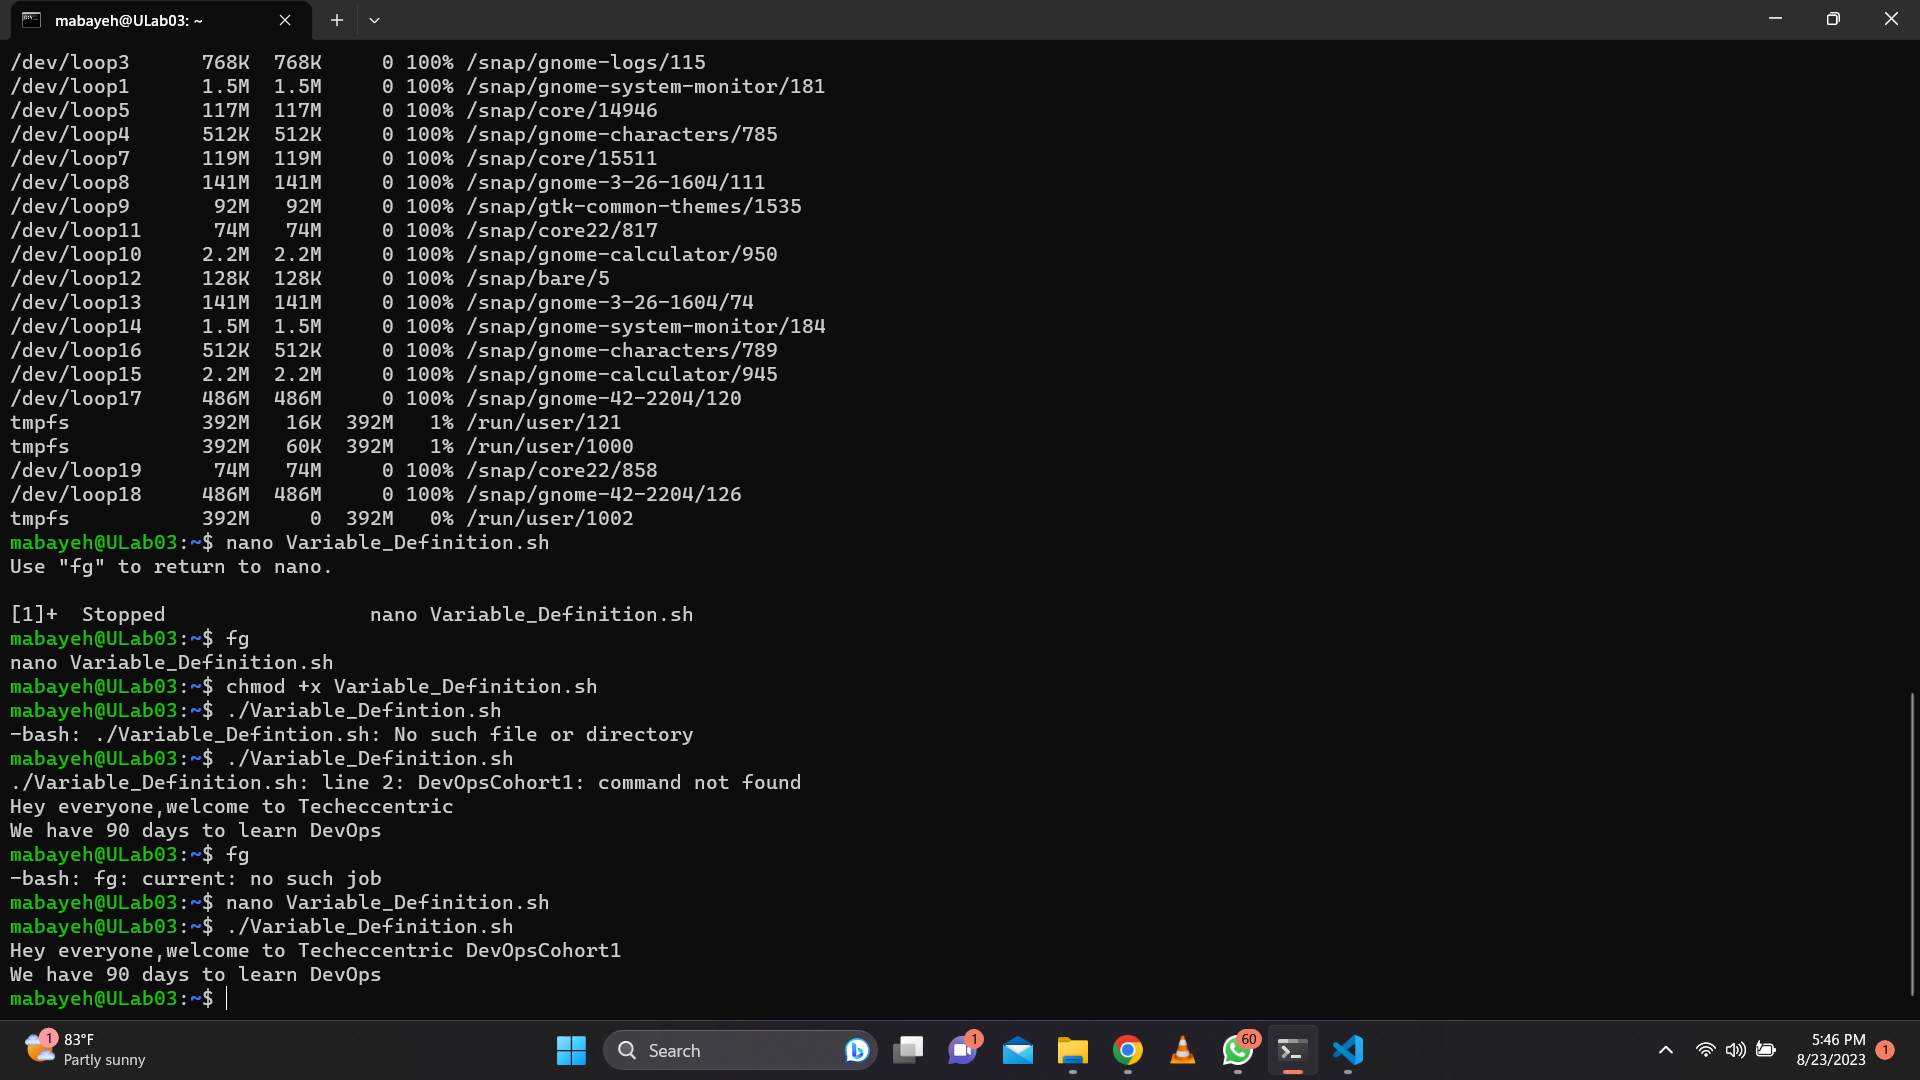 mabayeh@ULab03: ~
/dev/loop3      768K  768K     0 100% /snap/gnome-logs/115
/dev/loop1      1.5M  1.5M     0 100% /snap/gnome-system-monitor/181
/dev/loop5      117M  117M     0 100% /snap/core/14946
/dev/loop4      512K  512K     0 100% /snap/gnome-characters/785
/dev/loop7      119M  119M     0 100% /snap/core/15511
/dev/loop8      141M  141M     0 100% /snap/gnome-3-26-1604/111
/dev/loop9       92M   92M     0 100% /snap/gtk-common-themes/1535
/dev/loop11      74M   74M     0 100% /snap/core22/817
/dev/loop10     2.2M  2.2M     0 100% /snap/gnome-calculator/950
/dev/loop12     128K  128K     0 100% /snap/bare/5
/dev/loop13     141M  141M     0 100% /snap/gnome-3-26-1604/74
/dev/loop14     1.5M  1.5M     0 100% /snap/gnome-system-monitor/184
/dev/loop16     512K  512K     0 100% /snap/gnome-characters/789
/dev/loop15     2.2M  2.2M     0 100% /snap/gnome-calculator/945
/dev/loop17     486M  486M     0 100% /snap/gnome-42-2204/120
tmpfs           392M   16K  392M   1% /run/user/121
tmpfs           392M   60K  392M   1% /run/user/1000
/dev/loop19      74M   74M     0 100% /snap/core22/858
/dev/loop18     486M  486M     0 100% /snap/gnome-42-2204/126
tmpfs           392M     0  392M   0% /run/user/1002
mabayeh@ULab03:~$ nano Variable_Definition.sh
Use "fg" to return to nano.
[1]+  Stopped                 nano Variable_Definition.sh
mabayeh@ULab03:~$ fg
nano Variable_Definition.sh
mabayeh@ULab03:~$ chmod +x Variable_Definition.sh
mabayeh@ULab03:~$ ./Variable_Defintion.sh
-bash: ./Variable_Defintion.sh: No such file or directory
mabayeh@ULab03:~$ ./Variable_Definition.sh
./Variable_Definition.sh: line 2: DevOpsCohort1: command not found
Hey everyone,welcome to Techeccentric
We have 90 days to learn DevOps
mabayeh@ULab03:~$ fg
-bash: fg: current: no such job
mabayeh@ULab03:~$ nano Variable_Definition.sh
mabayeh@ULab03:~$ ./Variable_Definition.sh
Hey everyone,welcome to Techeccentric DevOpsCohort1
We have 90 days to learn DevOps
mabayeh@ULab03:~$
1
83°F
Partly sunny
Search
1
60
5:46 PM
8/23/2023
1